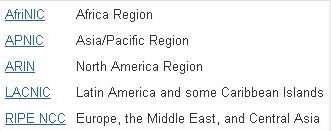 AfriNIC Africa Region
APNIC Asia/Pacific Region
ARIN North America Region
LACNIC Latin America and some Caribbean Islands
RIPE NCC Europe, the Middle East, and Central Asia